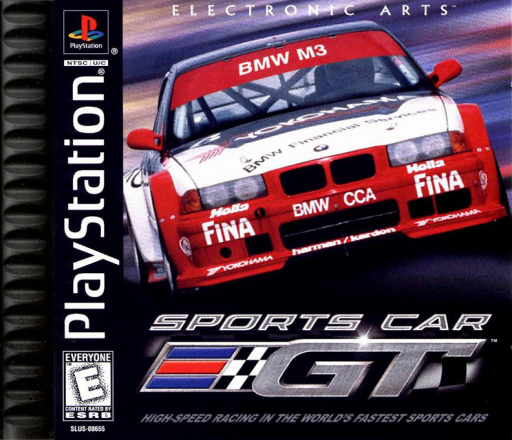 ELECTRONIC ARTS™
PlayStation
®
NTSC U/C
PlayStation®
BMW M3
YOKOHAMA
BMW Financial Services
Hella
FINA
BMW CCA
Hella
FINA
harman/kardon
YOKOHAMA
YOKOHAMA
SPORTS CAR
GT™
HIGH-SPEED RACING IN THE WORLD'S FASTEST SPORTS CARS
EVERYONE
E
CONTENT RATED BY
ESRB
SLUS-00655